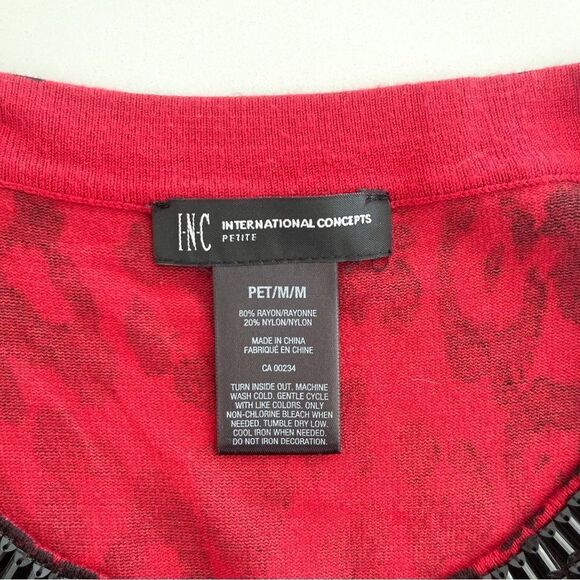 I·N·C INTERNATIONAL CONCEPTS
PETITE
PET/M/M
80% RAYON/RAYONNE
20% NYLON/NYLON
MADE IN CHINA
FABRIQUÉ EN CHINE
CA 00234
TURN INSIDE OUT. MACHINE
WASH COLD. GENTLE CYCLE
WITH LIKE COLORS. ONLY
NON-CHLORINE BLEACH WHEN
NEEDED. TUMBLE DRY LOW.
COOL IRON WHEN NEEDED.
DO NOT IRON DECORATION.